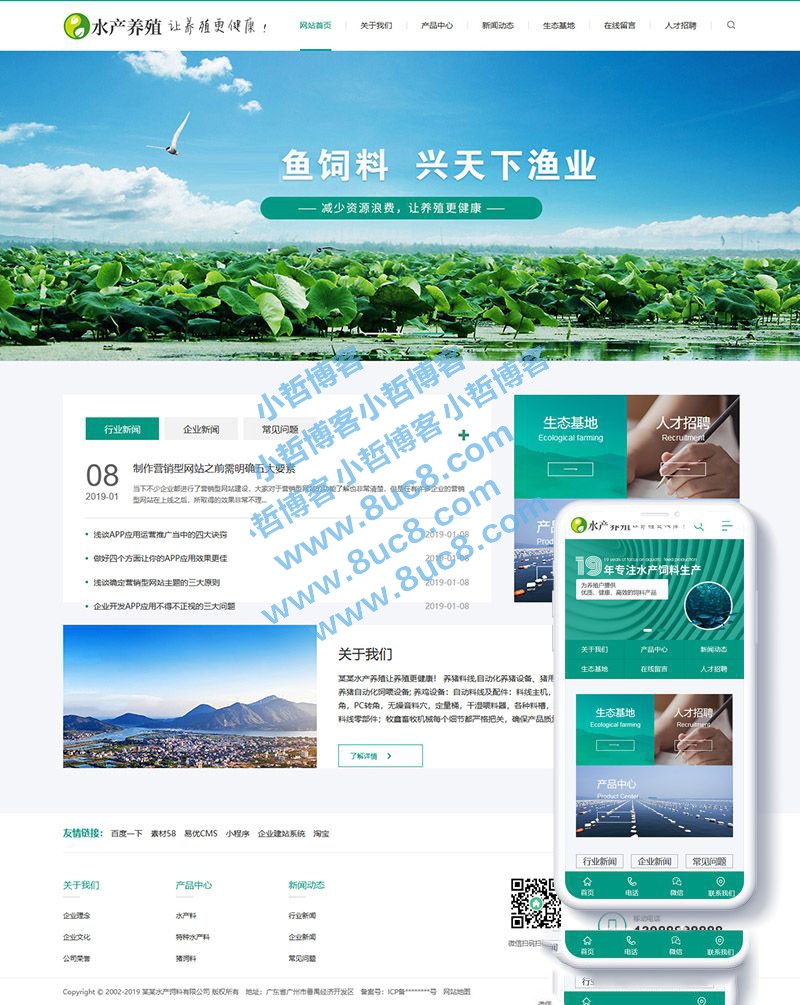 水产养殖 让养殖更健康！
网站首页 关于我们 产品中心 新闻动态 生态基地 在线留言 人才招聘
鱼饲料 兴天下渔业
减少资源浪费，让养殖更健康
行业新闻 企业新闻 常见问题
08
2019-01
制作营销型网站之前需明确五大要素
当下不少企业都进行了营销型网站建设，大家对于营销型网站的功能了解也非常清楚，但是在有许多企业的营销
型网站在上线之后，所取得的效果非常不理...
浅谈APP应用运营推广当中的四大诀窍 2019-01-08
做好四个方面让你的APP应用效果更佳 2019-01-08
浅谈确定营销型网站主题的三大原则 2019-01-08
企业开发APP应用不得不正视的三大问题 2019-01-08
生态基地
Ecological farming
人才招聘
Recruitment
小哲博客小哲博客小哲博客
小哲博客小哲博客
www.8uc8.com
www.8uc8.com
www.8uc8.com
关于我们
某某水产养殖让养殖更健康！ 养猪料线,自动化养猪设备、猪用
养猪自动化饲喂设备; 养鸡设备：自动料线及配件：料线主机，
角，PC转角，无噪音料六，定量桶，干湿喂料器，各种料槽，
料线零部件；牧鑫畜牧机械每个细节都严格把关，确保产品质
了解详情
水产养殖 让养殖更健康！
19 years of focus on aquatic feed production
19年专注水产饲料生产
为养殖户提供
优质、健康、高效的饲料产品
关于我们 产品中心 新闻动态
生态基地 在线留言 人才招聘
生态基地
Ecological farming
人才招聘
Recruitment
产品中心
Product Center
行业新闻 企业新闻 常见问题
首页 电话 微信 联系我们
友情链接： 百度一下 素材58 易优CMS 小程序 企业建站系统 淘宝
关于我们 产品中心 新闻动态
企业理念 水产料 行业新闻
企业文化 特种水产料 企业新闻
公司荣誉 猪饲料 常见问题
微信扫码
移动电话
首页 电话 微信 联系我们
Copyright © 2002-2019 某某水产饲料有限公司 版权所有 地址：广东省广州市番禺经济开发区 备案号：ICP备********号 网站地图